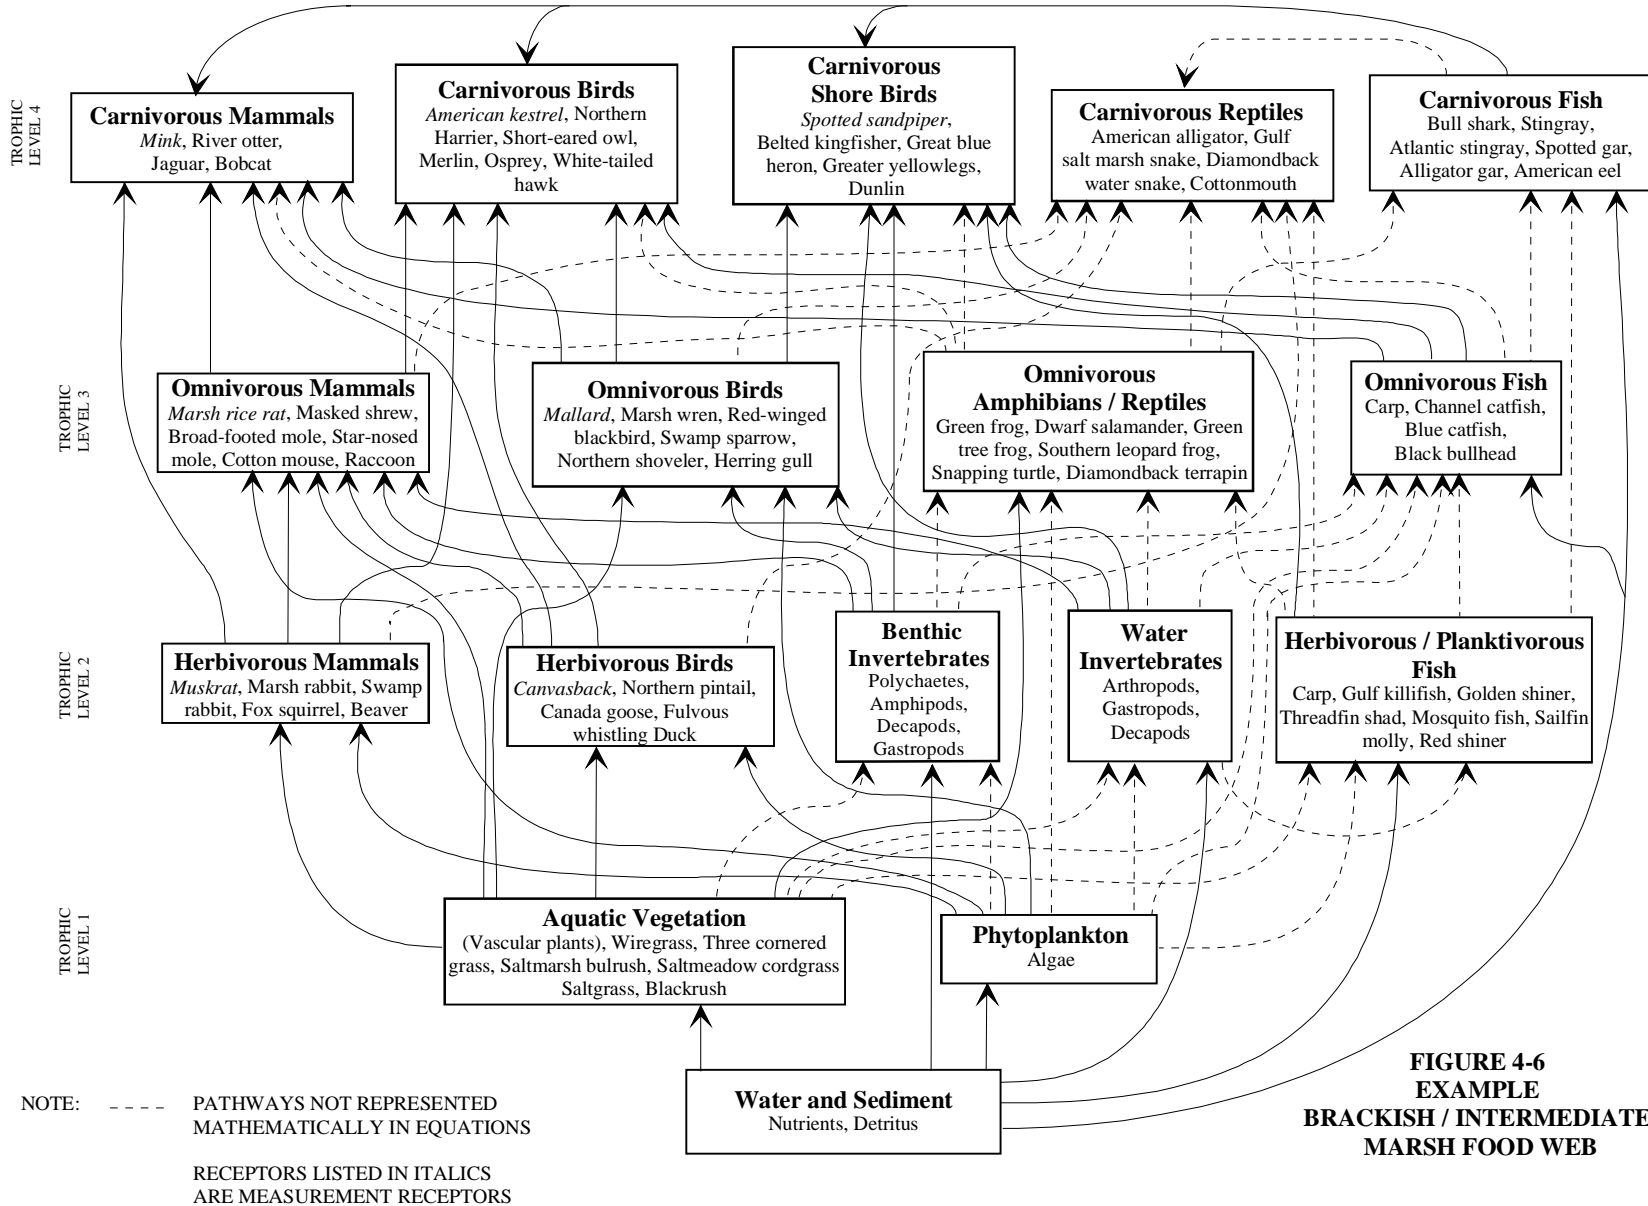 TROPHIC
LEVEL 4
Carnivorous Mammals
Mink, River otter,
Jaguar, Bobcat
Carnivorous Birds
American kestrel, Northern
Harrier, Short-eared owl,
Merlin, Osprey, White-tailed
hawk
Carnivorous
Shore Birds
Spotted sandpiper,
Belted kingfisher, Great blue
heron, Greater yellowlegs,
Dunlin
Carnivorous Reptiles
American alligator, Gulf
salt marsh snake, Diamondback
water snake, Cottonmouth
Carnivorous Fish
Bull shark, Stingray,
Atlantic stingray, Spotted gar,
Alligator gar, American eel
TROPHIC
LEVEL 3
Omnivorous Mammals
Marsh rice rat, Masked shrew,
Broad-footed mole, Star-nosed
mole, Cotton mouse, Raccoon
Omnivorous Birds
Mallard, Marsh wren, Red-winged
blackbird, Swamp sparrow,
Northern shoveler, Herring gull
Omnivorous
Amphibians / Reptiles
Green frog, Dwarf salamander, Green
tree frog, Southern leopard frog,
Snapping turtle, Diamondback terrapin
Omnivorous Fish
Carp, Channel catfish,
Blue catfish,
Black bullhead
TROPHIC
LEVEL 2
Herbivorous Mammals
Muskrat, Marsh rabbit, Swamp
rabbit, Fox squirrel, Beaver
Herbivorous Birds
Canvasback, Northern pintail,
Canada goose, Fulvous
whistling Duck
Benthic
Invertebrates
Polychaetes,
Amphipods,
Decapods,
Gastropods
Water
Invertebrates
Arthropods,
Gastropods,
Decapods
Herbivorous / Planktivorous
Fish
Carp, Gulf killifish, Golden shiner,
Threadfin shad, Mosquito fish, Sailfin
molly, Red shiner
TROPHIC
LEVEL 1
Aquatic Vegetation
(Vascular plants), Wiregrass, Three cornered
grass, Saltmarsh bulrush, Saltmeadow cordgrass
Saltgrass, Blackrush
Phytoplankton
Algae
Water and Sediment
Nutrients, Detritus
NOTE:
PATHWAYS NOT REPRESENTED
MATHEMATICALLY IN EQUATIONS
RECEPTORS LISTED IN ITALICS
ARE MEASUREMENT RECEPTORS
FIGURE 4-6
EXAMPLE
BRACKISH / INTERMEDIATE
MARSH FOOD WEB